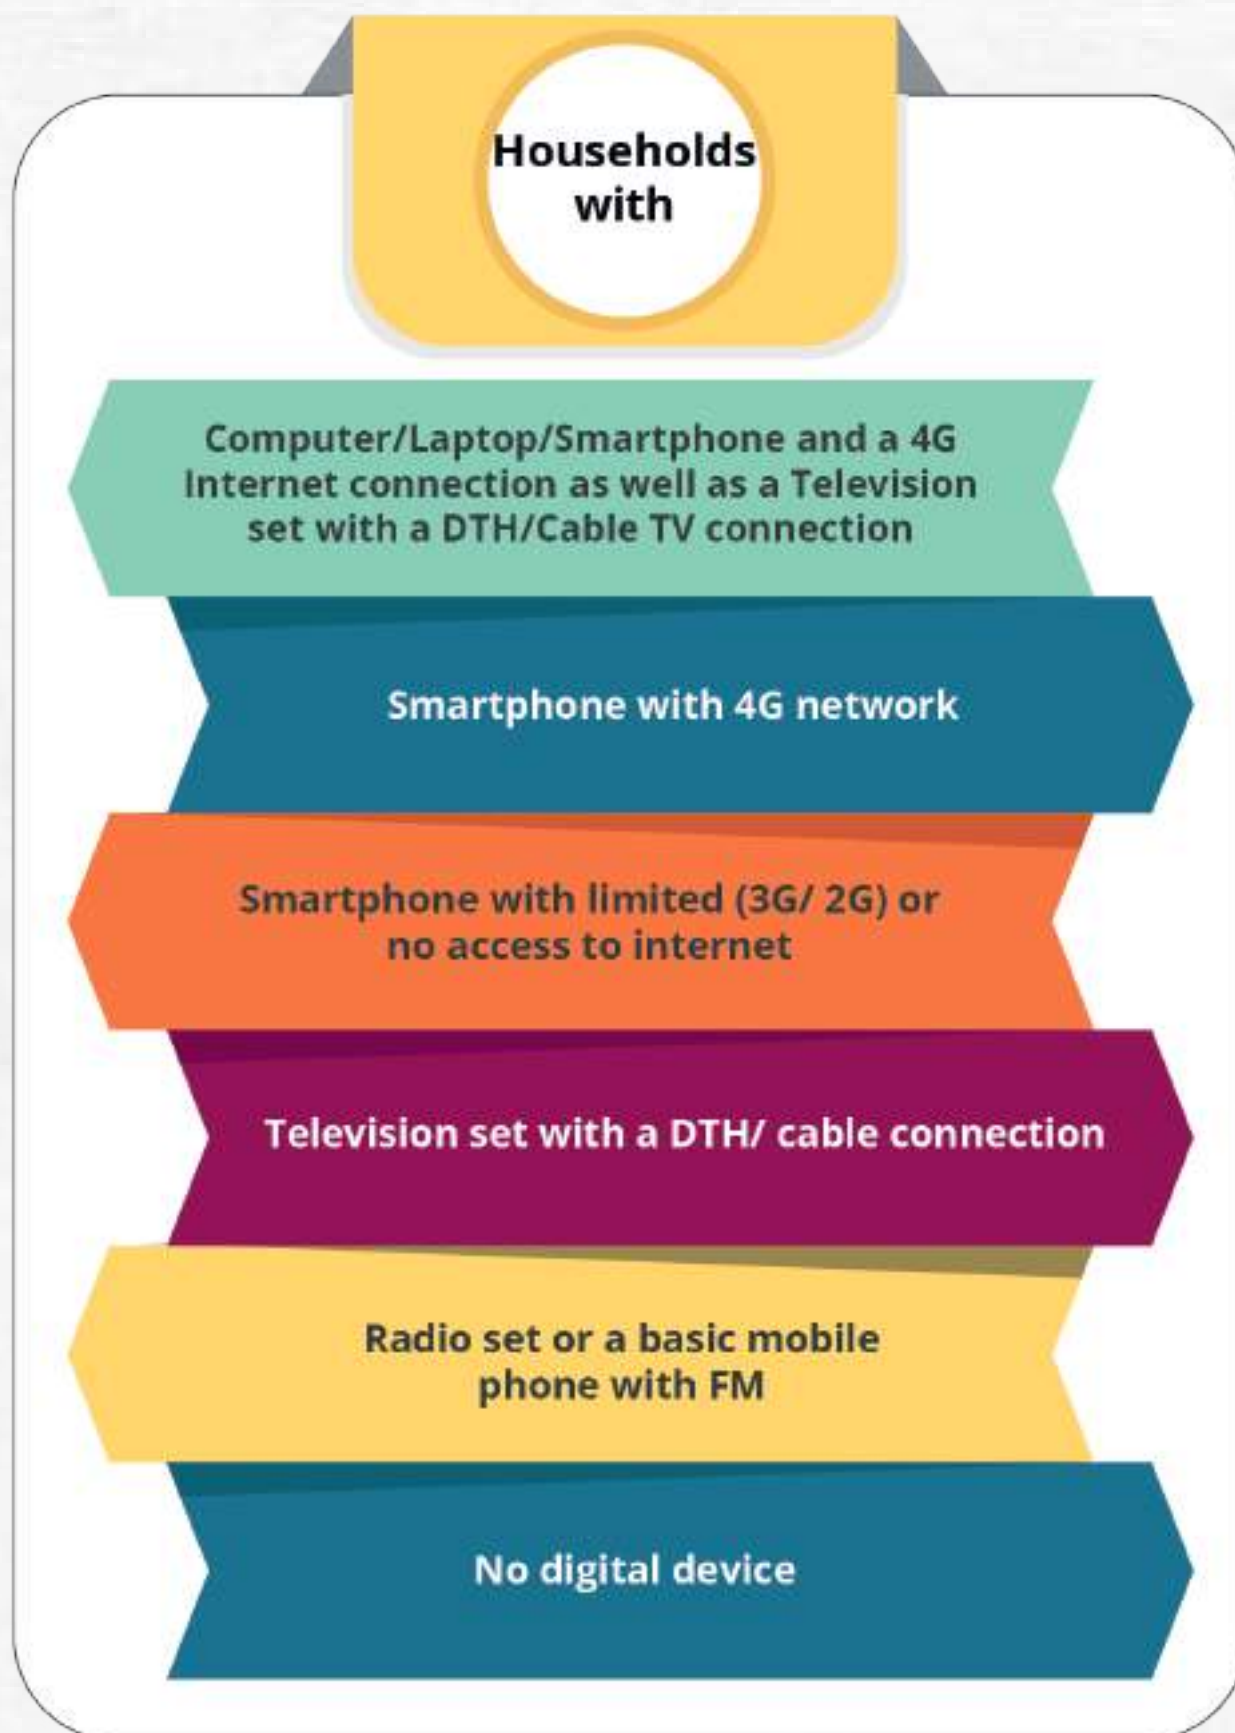 Households
with
Computer/Laptop/Smartphone and a 4G
Internet connection as well as a Television
set with a DTH/Cable TV connection
Smartphone with 4G network
Smartphone with limited (3G/ 2G) or
no access to internet
Television set with a DTH/ cable connection
Radio set or a basic mobile
phone with FM
No digital device